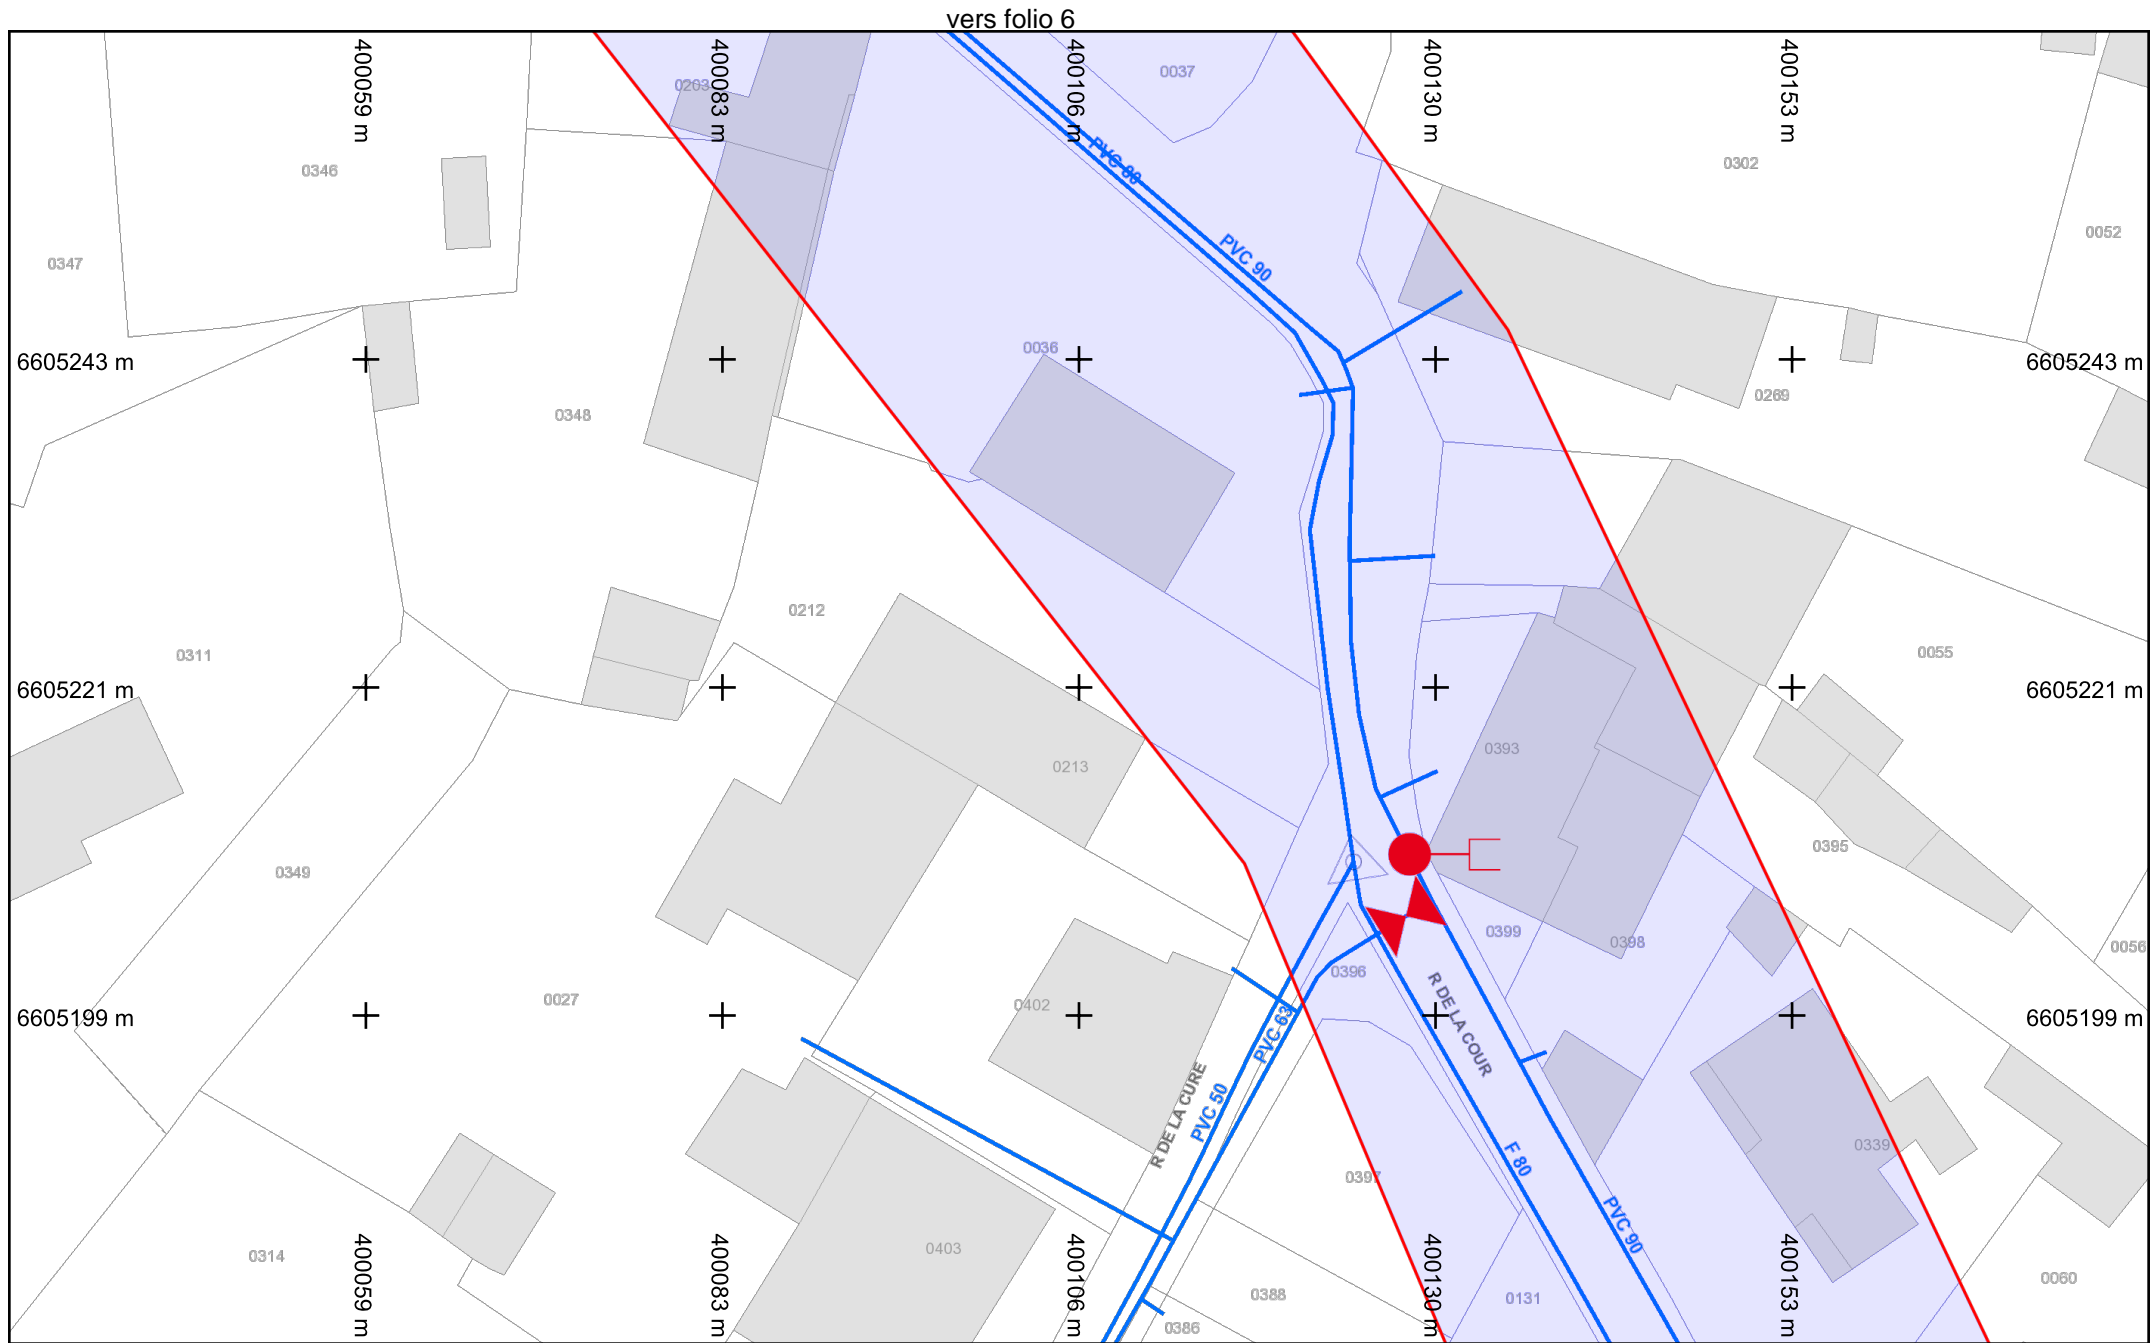 vers folio 6
400059 m
400083 m
400106 m
400130 m
400153 m
0203
0037
0346
0302
PVC 80
0052
0347
PVC 90
0036
6605243 m
6605243 m
0348
0269
0212
0311
0055
6605221 m
6605221 m
0393
0213
0395
0349
0399
0398
0056
0396
0027
0402
R DE LA COUR
6605199 m
6605199 m
PVC 63
R DE LA CURE
PVC 50
0339
F 80
0397
PVC 90
0403
0314
0060
0388
0131
0386
400059 m
400083 m
400106 m
400130 m
400153 m